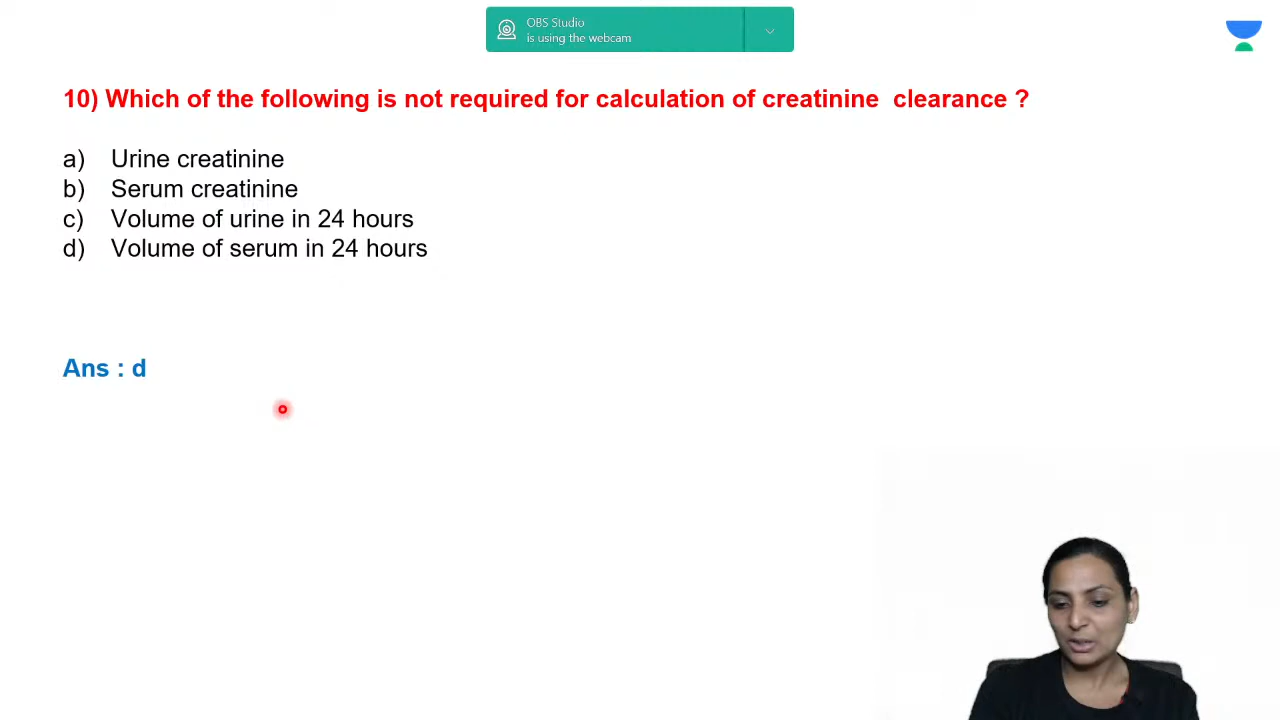 OBS Studio
is using the webcam
10) Which of the following is not required for calculation of creatinine  clearance ?
a) Urine creatinine
b) Serum creatinine
c) Volume of urine in 24 hours
d) Volume of serum in 24 hours
Ans : d